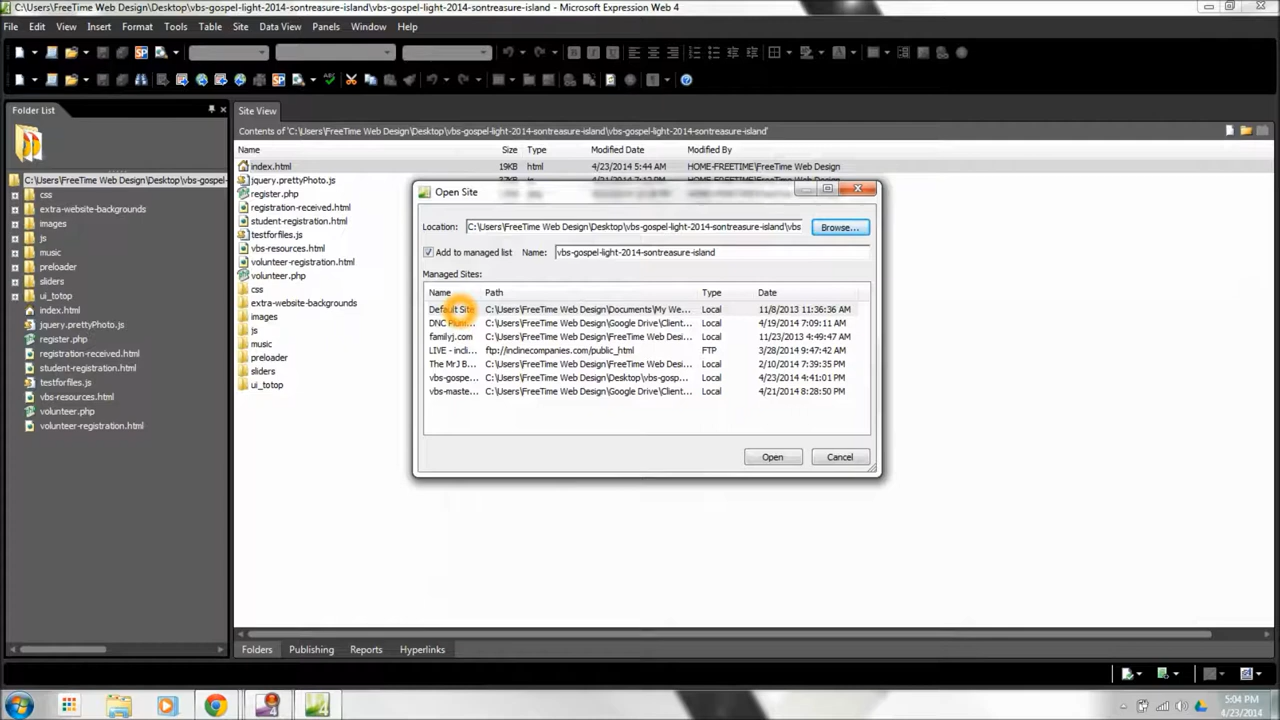 C:\Users\FreeTime Web Design\Desktop\vbs-gospel-light-2014-sontreasure-island\vbs-gospel-light-2014-sontreasure-island - Microsoft Expression Web 4
File Edit View Insert Format Tools Table Site Data View Panels Window Help
Folder List
Site View
Contents of 'C:\Users\FreeTime Web Design\Desktop\vbs-gospel-light-2014-sontreasure-island\vbs-gospel-light-2014-sontreasure-island'
Name Size Type Modified Date Modified By
index.html 19KB html 4/23/2014 5:44 AM HOME-FREETIME\FreeTime Web Design
jquery.prettyPhoto.js
register.php
registration-received.html
student-registration.html
testforfiles.js
vbs-resources.html
volunteer-registration.html
volunteer.php
css
extra-website-backgrounds
images
js
music
preloader
sliders
ui_totop
C:\Users\FreeTime Web Design\Desktop\vbs-gospel-
css
extra-website-backgrounds
images
js
music
preloader
sliders
ui_totop
index.html
jquery.prettyPhoto.js
register.php
registration-received.html
student-registration.html
testforfiles.js
vbs-resources.html
volunteer.php
volunteer-registration.html
Open Site
Location: C:\Users\FreeTime Web Design\Desktop\vbs-gospel-light-2014-sontreasure-island\vbs Browse...
Add to managed list Name: vbs-gospel-light-2014-sontreasure-island
Managed Sites:
Name Path Type Date
Default Site C:\Users\FreeTime Web Design\Documents\My We... Local 11/8/2013 11:36:36 AM
DNC Plum... C:\Users\FreeTime Web Design\Google Drive\Client... Local 4/19/2014 7:09:11 AM
familyj.com C:\Users\FreeTime Web Design\FreeTime Web Desi... Local 11/23/2013 4:49:47 AM
LIVE - incli... ftp://inclinecompanies.com/public_html FTP 3/28/2014 9:47:42 AM
The MrJ B... C:\Users\FreeTime Web Design\FreeTime Web Desi... Local 2/10/2014 7:39:35 PM
vbs-gospe... C:\Users\FreeTime Web Design\Desktop\vbs-gosp... Local 4/23/2014 4:41:01 PM
vbs-maste... C:\Users\FreeTime Web Design\Google Drive\Client... Local 4/21/2014 8:28:50 PM
Open Cancel
Folders Publishing Reports Hyperlinks
5:04 PM
4/23/2014